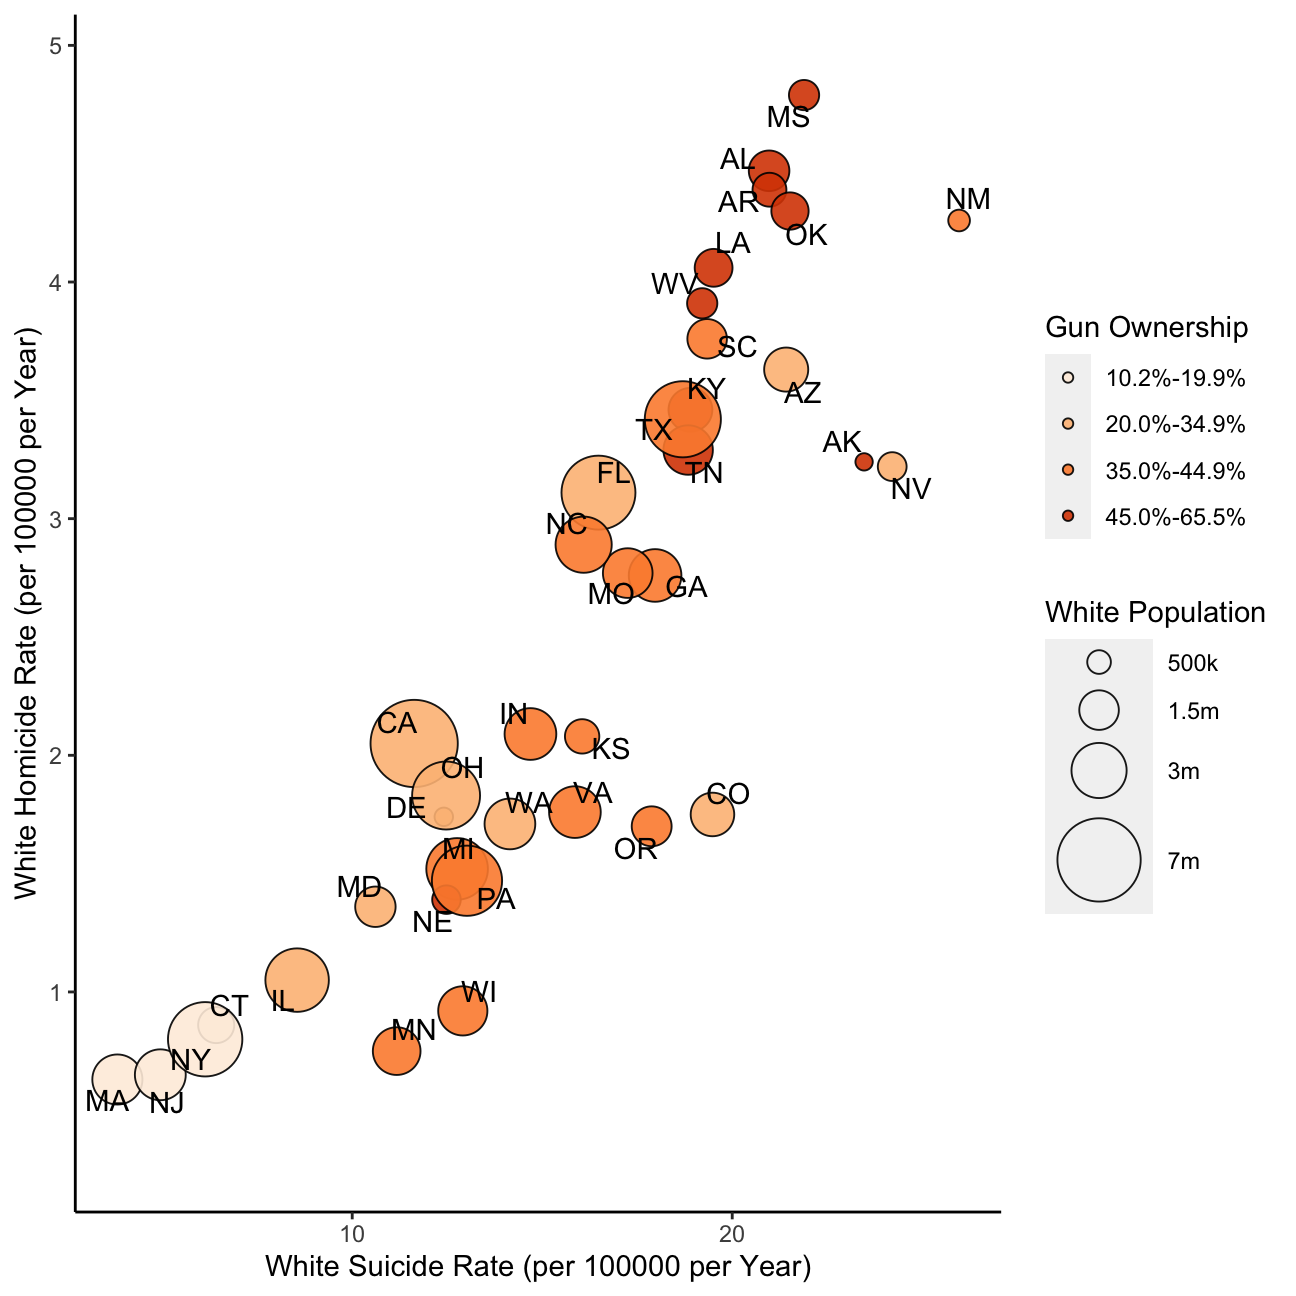 5
4
3
2
1
10
20
White Homicide Rate (per 100000 per Year)
White Suicide Rate (per 100000 per Year)
MS
AL
NM
AR
OK
LA
WV
SC
KY
AZ
TX
AK
FL
TN
NV
NC
MO
GA
CA
IN
KS
OH
DE
WA
VA
CO
MI
OR
MD
PA
NE
WI
CT
IL
MN
NY
MA
NJ
Gun Ownership
10.2%-19.9%
20.0%-34.9%
35.0%-44.9%
45.0%-65.5%
White Population
500k
1.5m
3m
7m